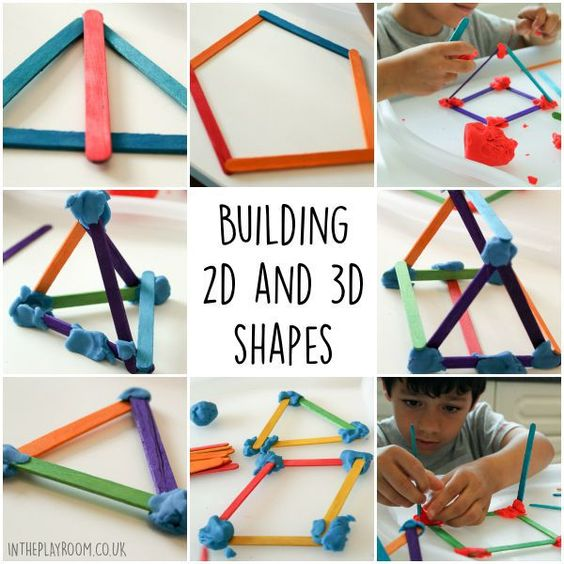 BUILDING
2D AND 3D
SHAPES
INTHEPLAYROOM.CO.UK